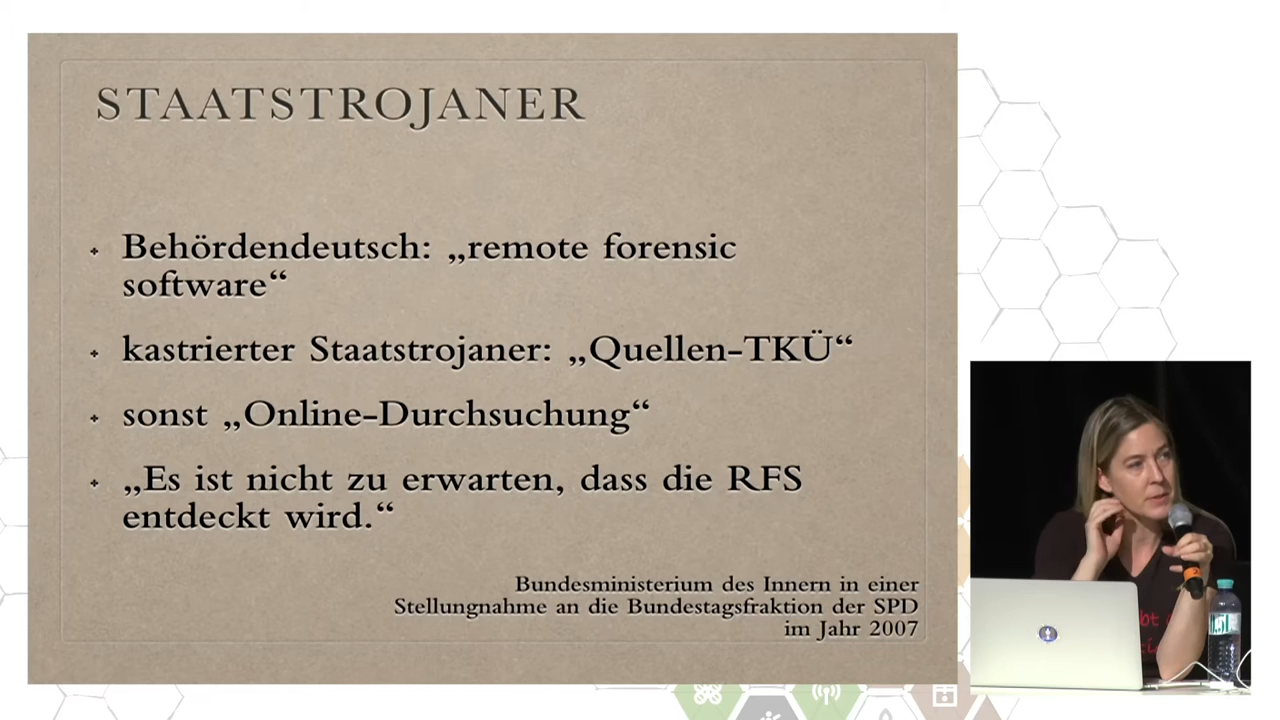 STAATSTROJANER
Behördendeutsch: „remote forensic
software“
kastrierter Staatstrojaner: „Quellen-TKÜ“
sonst „Online-Durchsuchung“
„Es ist nicht zu erwarten, dass die RFS
entdeckt wird.“
Bundesministerium des Innern in einer
Stellungnahme an die Bundestagsfraktion der SPD
im Jahr 2007